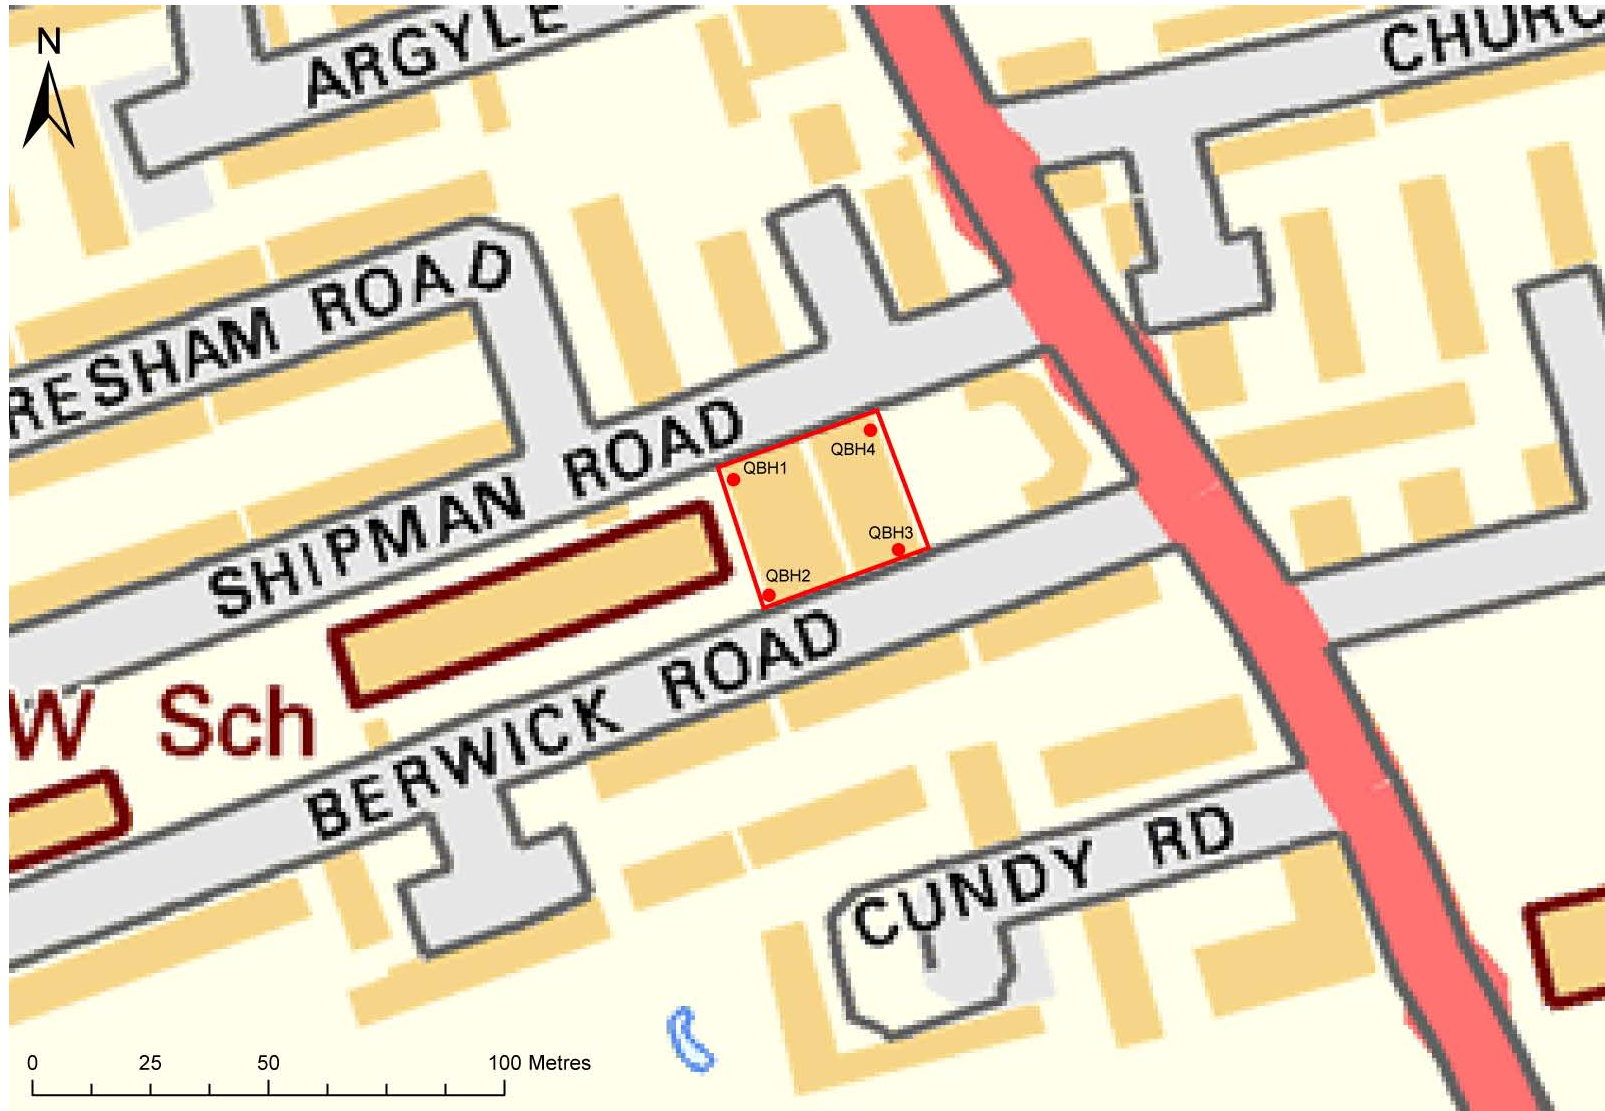 N
ARGYLE
CHURC
RESHAM ROAD
SHIPMAN ROAD
QBH1
QBH4
QBH3
QBH2
W Sch
BERWICK ROAD
CUNDY RD
0 25 50 100 Metres